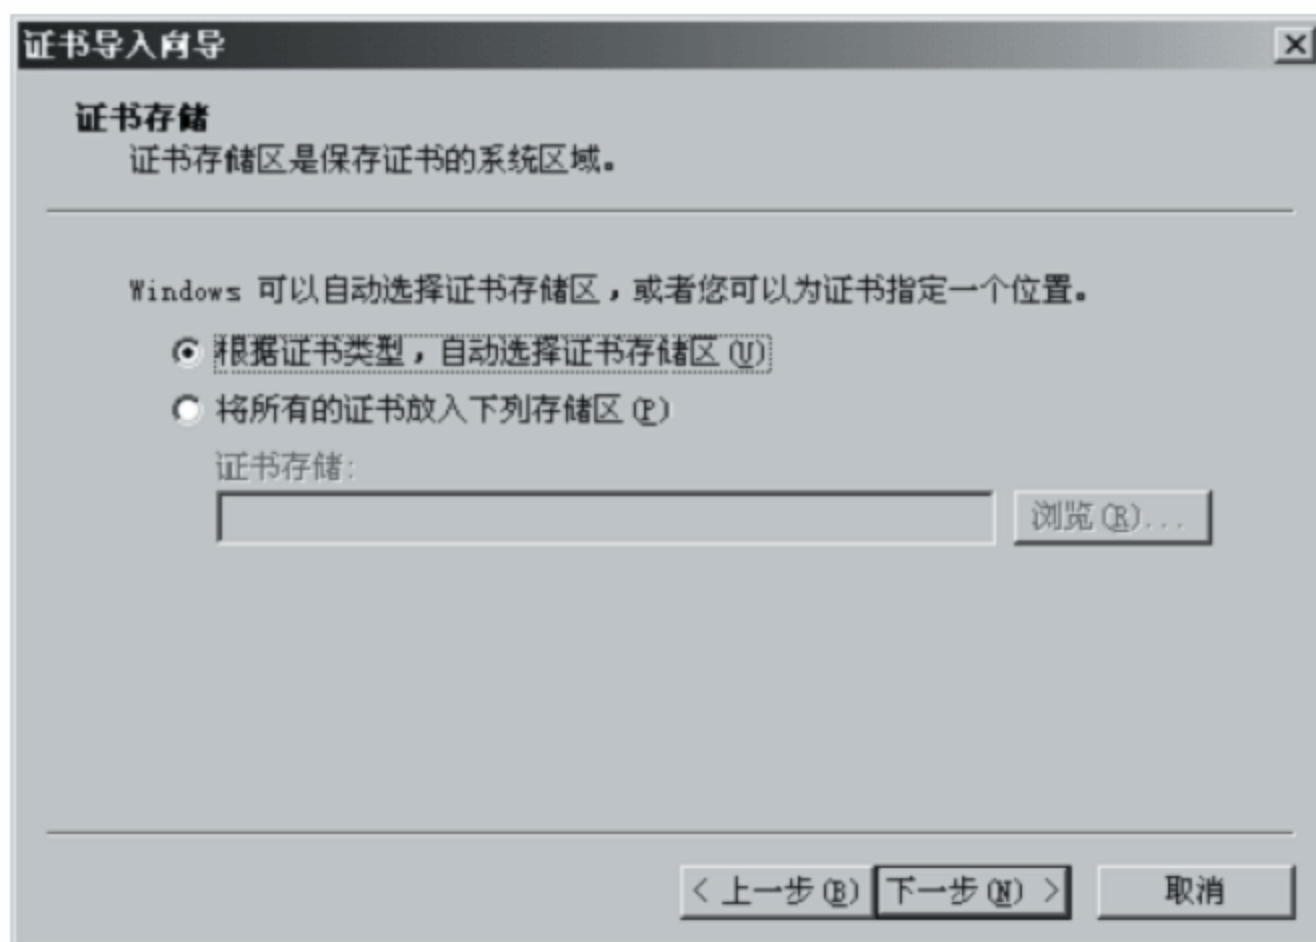 证书导入向导
证书存储
证书存储区是保存证书的系统区域。
Windows 可以自动选择证书存储区，或者您可以为证书指定一个位置。
根据证书类型，自动选择证书存储区(U)
将所有的证书放入下列存储区(P)
证书存储:
浏览(R)...
< 上一步(B) 下一步(N) > 取消